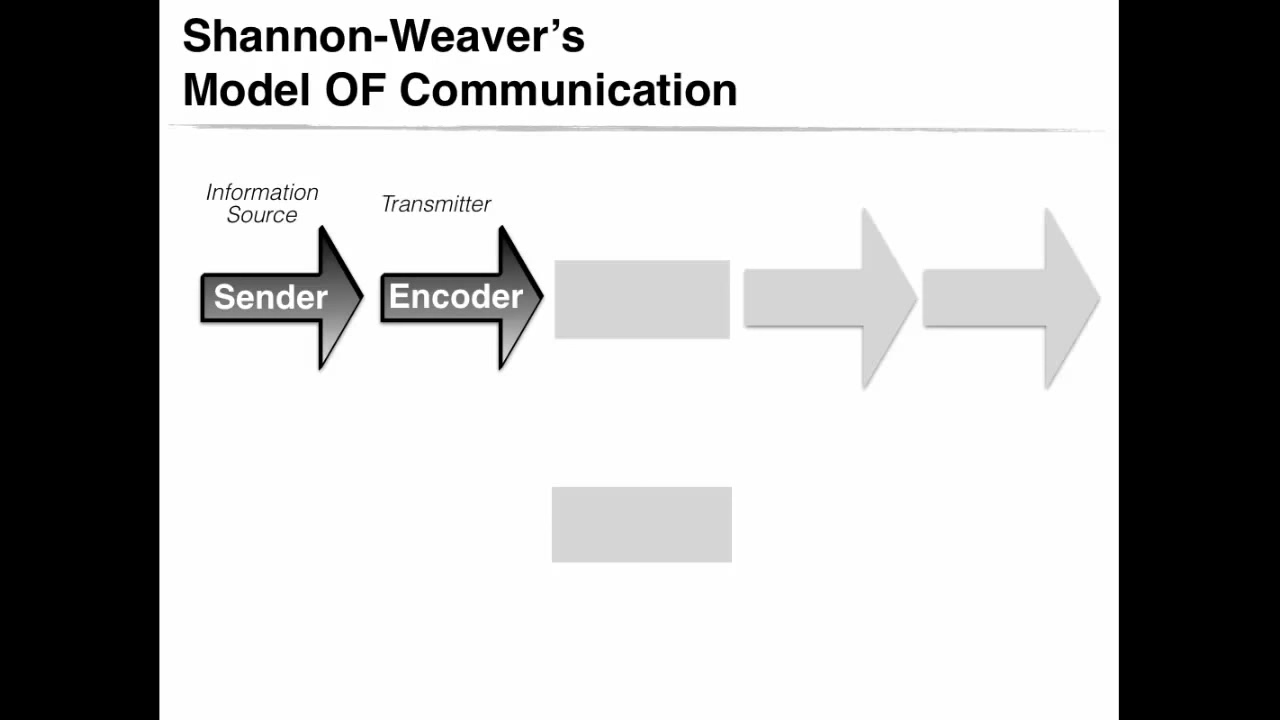 Shannon-Weaver’s
Model OF Communication
Information
Source
Transmitter
Sender
Encoder